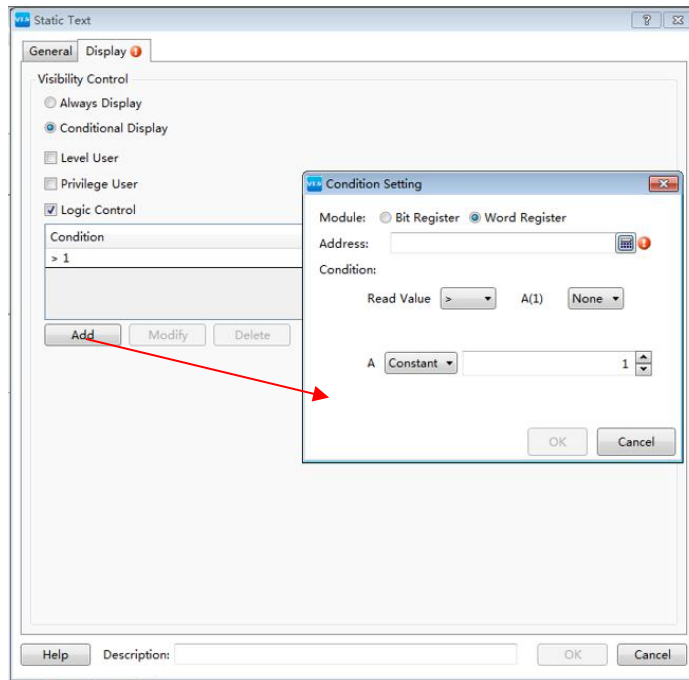 V1.0 Static Text
General Display
Visibility Control
Always Display
Conditional Display
Level User
Privilege User
Logic Control
Condition
> 1
Add Modify Delete
Condition Setting
Module: Bit Register Word Register
Address:
Condition:
Read Value > A(1) None
A Constant 1
OK Cancel
Help Description: OK Cancel